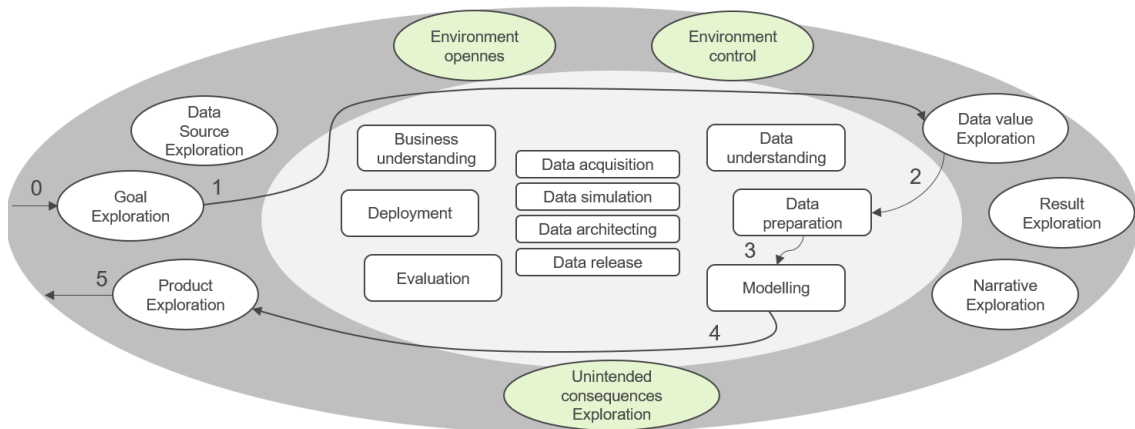 Environment
opennes
Environment
control
Data
Source
Exploration
Business
understanding
Data
understanding
Data value
Exploration
Data acquisition
0
1
2
Goal
Exploration
Data simulation
Deployment
Data
preparation
Result
Exploration
Data architecting
3
Data release
5
Product
Exploration
Evaluation
Modelling
Narrative
Exploration
4
Unintended
consequences
Exploration